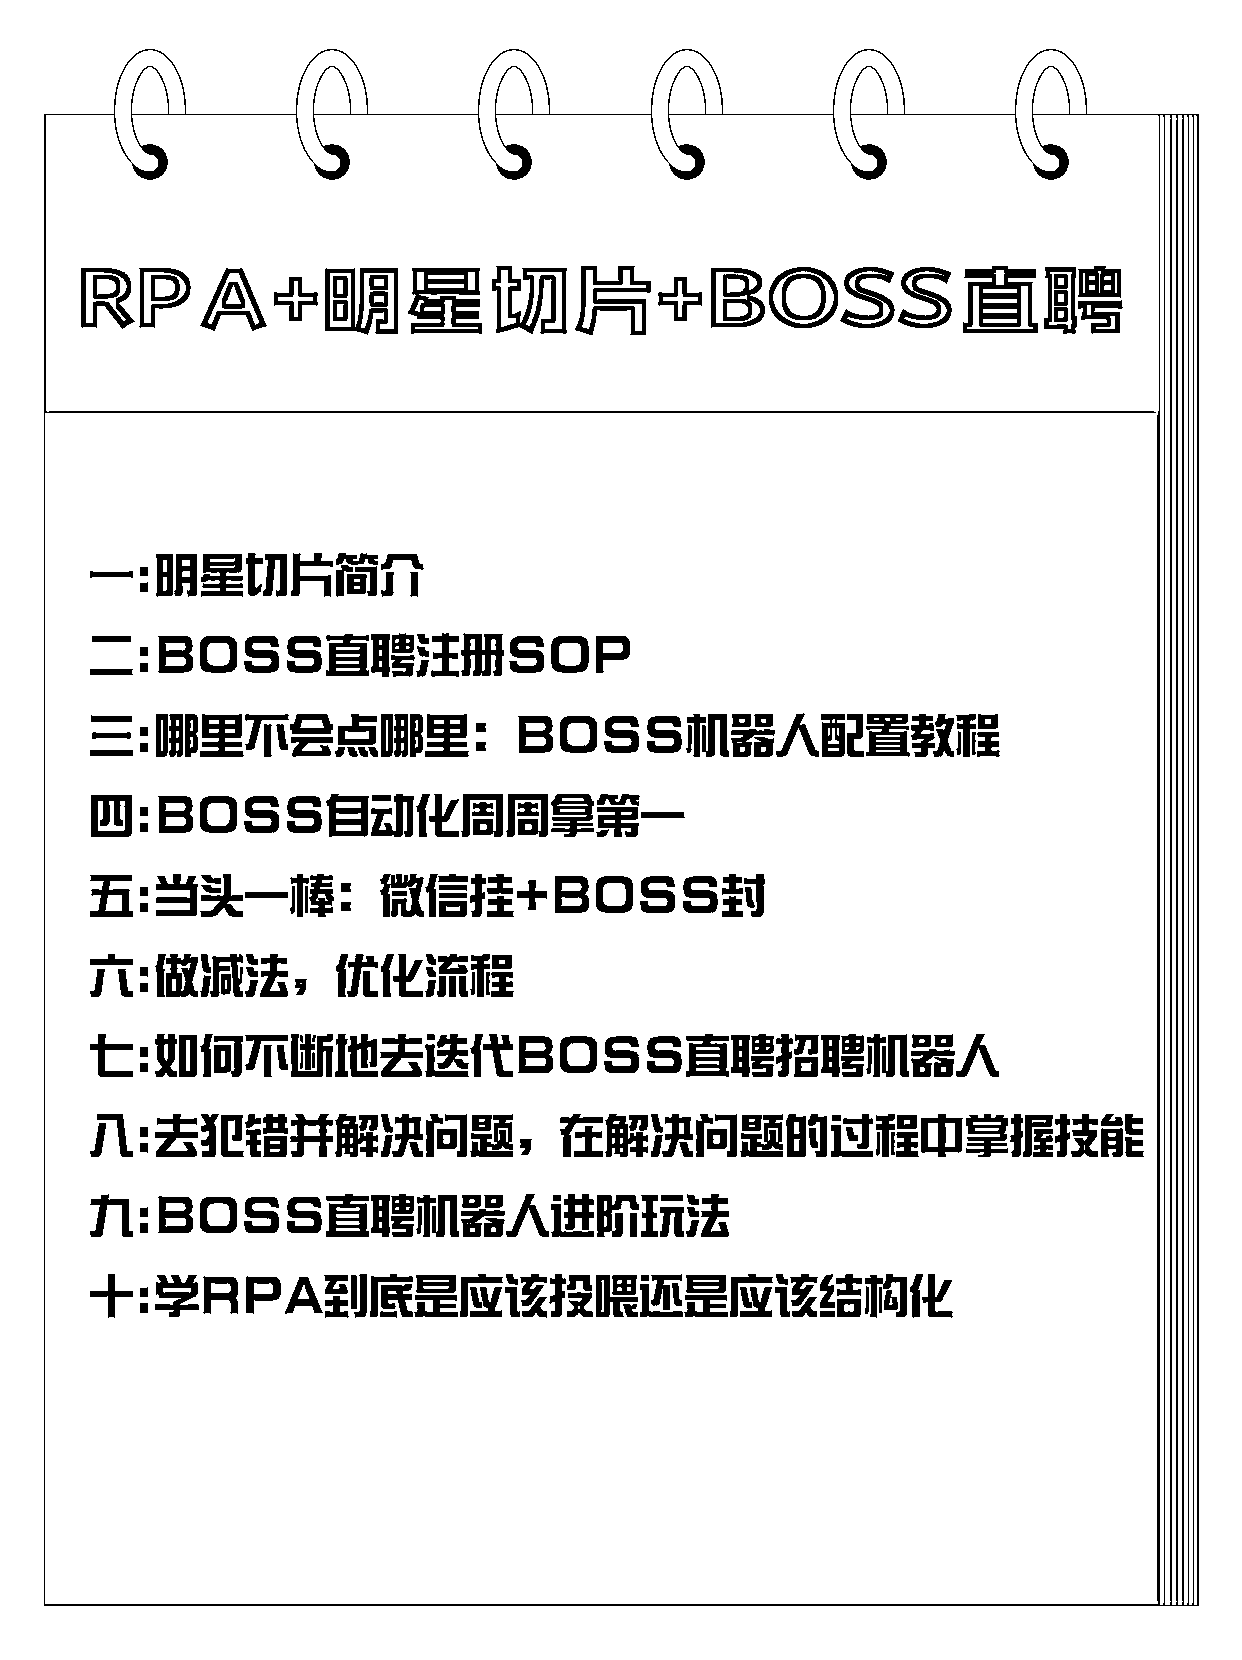 RPA+明星切片+BOSS直聘
一:明星切片简介
二:BOSS直聘注册SOP
三:哪里不会点哪里：BOSS机器人配置教程
四:BOSS自动化周周拿第一
五:当头一棒：微信挂+BOSS封
六:做减法，优化流程
七:如何不断地去迭代BOSS直聘招聘机器人
八:去犯错并解决问题，在解决问题的过程中掌握技能
九:BOSS直聘机器人进阶玩法
十:学RPA到底是应该投喂还是应该结构化